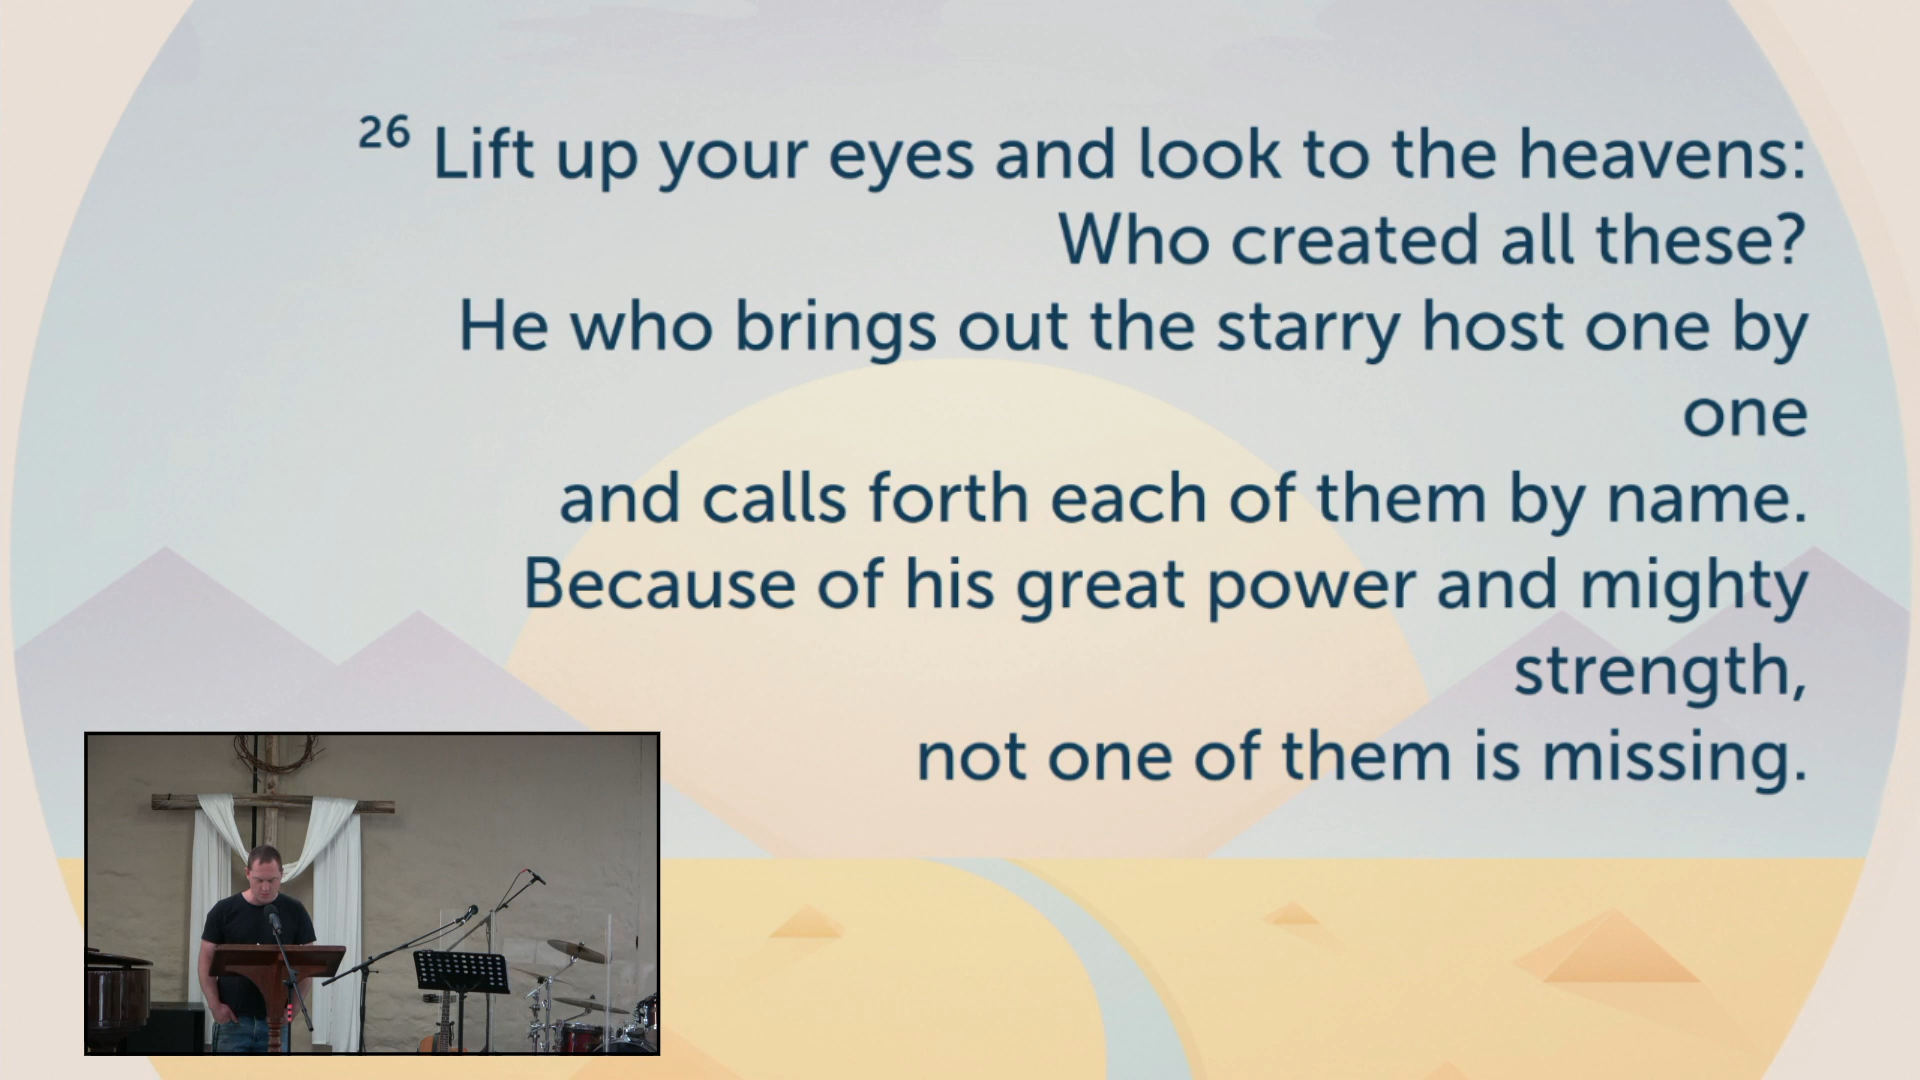 26 Lift up your eyes and look to the heavens:
Who created all these?
He who brings out the starry host one by
one
and calls forth each of them by name.
Because of his great power and mighty
strength,
not one of them is missing.